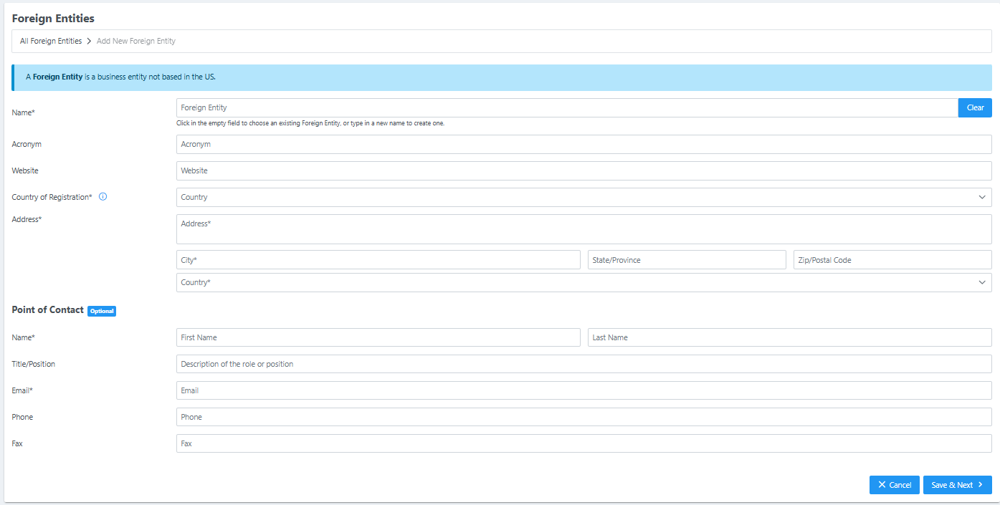 Foreign Entities
All Foreign Entities > Add New Foreign Entity
A Foreign Entity is a business entity not based in the US.
Name* Foreign Entity Clear
Click in the empty field to choose an existing Foreign Entity, or type in a new name to create one.
Acronym Acronym
Website Website
Country of Registration* Country
Address* Address*
City* State/Province Zip/Postal Code
Country*
Point of Contact Optional
Name* First Name Last Name
Title/Position Description of the role or position
Email* Email
Phone Phone
Fax Fax
Cancel Save & Next